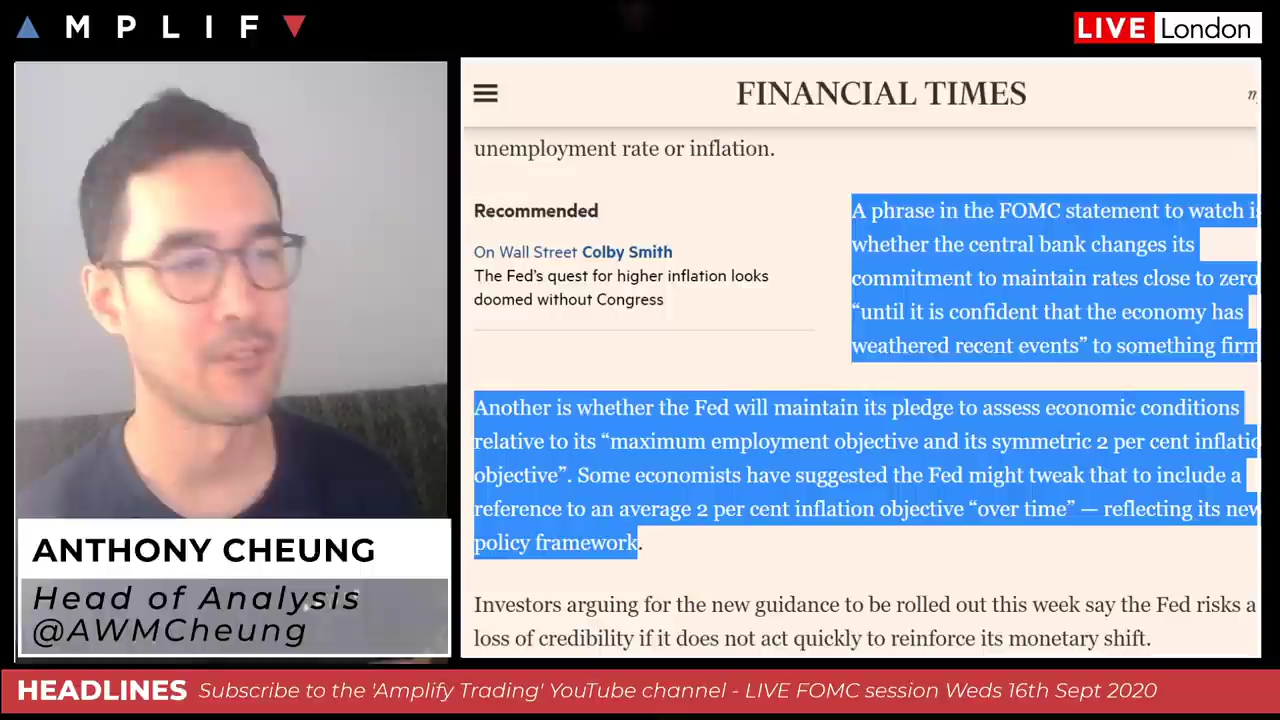 AMPLIFY
LIVE London
FINANCIAL TIMES
unemployment rate or inflation.
Recommended
On Wall Street Colby Smith
The Fed's quest for higher inflation looks
doomed without Congress
A phrase in the FOMC statement to watch is
whether the central bank changes its
commitment to maintain rates close to zero
“until it is confident that the economy has
weathered recent events” to something firm
Another is whether the Fed will maintain its pledge to assess economic conditions
relative to its “maximum employment objective and its symmetric 2 per cent inflatio
objective”. Some economists have suggested the Fed might tweak that to include a
reference to an average 2 per cent inflation objective “over time” — reflecting its new
policy framework.
Investors arguing for the new guidance to be rolled out this week say the Fed risks a
loss of credibility if it does not act quickly to reinforce its monetary shift.
ANTHONY CHEUNG
Head of Analysis
@AWMCheung
HEADLINES Subscribe to the 'Amplify Trading' YouTube channel - LIVE FOMC session Weds 16th Sept 2020